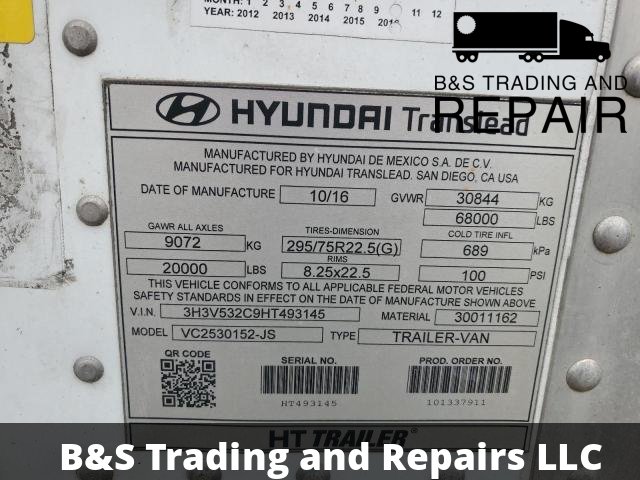 MONTH: 1 2 3 4 5 6 7 8 9 11 12
YEAR: 2012 2013 2014 2015 2016
B&S TRADING AND
REPAIR
HYUNDAI Translead
MANUFACTURED BY HYUNDAI DE MEXICO S.A. DE C.V.
MANUFACTURED FOR HYUNDAI TRANSLEAD. SAN DIEGO, CA USA
DATE OF MANUFACTURE 10/16 GVWR 30844 KG
68000 LBS
GAWR ALL AXLES TIRES-DIMENSION COLD TIRE INFL
9072 KG 295/75R22.5(G) 689 kPa
RIMS
20000 LBS 8.25x22.5 100 PSI
THIS VEHICLE CONFORMS TO ALL APPLICABLE FEDERAL MOTOR VEHICLE
SAFETY STANDARDS IN EFFECT ON THE DATE OF MANUFACTURE SHOWN ABOVE
V.I.N. 3H3V532C9HT493145 MATERIAL 30011162
MODEL VC2530152-JS TYPE TRAILER-VAN
QR CODE SERIAL NO. PROD. ORDER NO.
HT493145 101337911
HT TRAILER®
B&S Trading and Repairs LLC